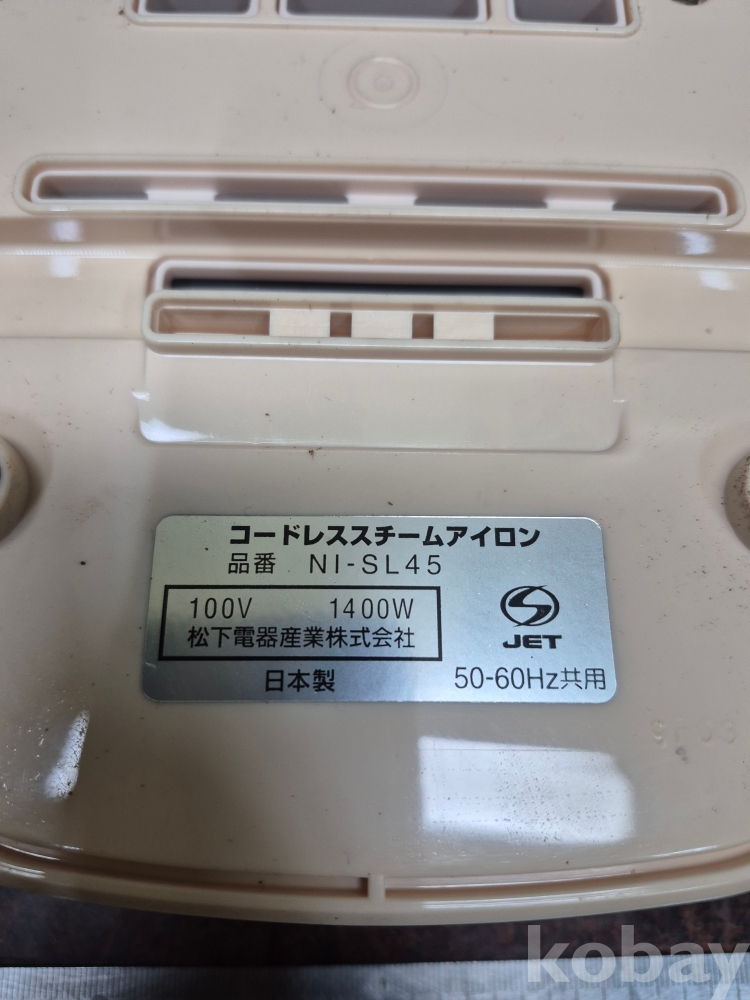 コードレススチームアイロン
品番 NI-SL45
100V 1400W
松下電器産業株式会社
JET
日本製 50-60Hz共用
kobay